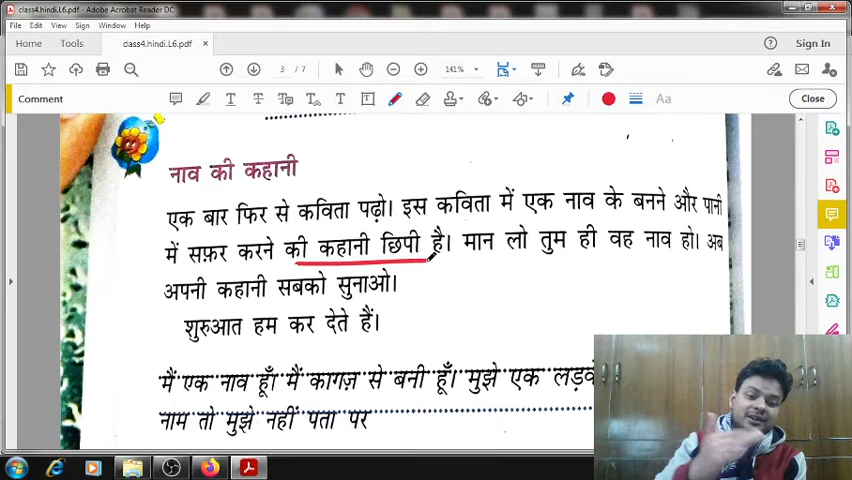 class4.hindi.L6.pdf - Adobe Acrobat Reader DC
File Edit View Sign Window Help
Home Tools class4.hindi.L6.pdf × Sign In
3 / 7 141%
Comment Aa Close
नाव की कहानी
एक बार फिर से कविता पढ़ो। इस कविता में एक नाव के बनने और पानी
में सफ़र करने की कहानी छिपी है। मान लो तुम ही वह नाव हो। अब
अपनी कहानी सबको सुनाओ।
शुरुआत हम कर देते हैं।
मैं एक नाव हूँ। मैं कागज़ से बनी हूँ। मुझे एक
नाम तो मुझे नहीं पता पर